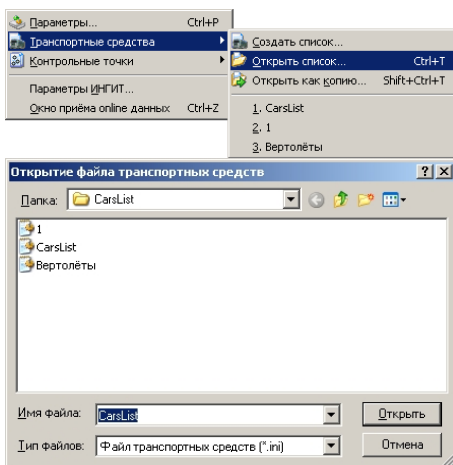 Параметры... Ctrl+P
Транспортные средства
Контрольные точки
Параметры ИНГИТ...
Окно приёма online данных Ctrl+Z
Создать список...
Открыть список... Ctrl+T
Открыть как копию... Shift+Ctrl+T
1. CarsList
2. 1
3. Вертолёты
Открытие файла транспортных средств
Папка: CarsList
1
CarsList
Вертолёты
Имя файла: CarsList Открыть
Тип файлов: Файл транспортных средств (*.ini) Отмена